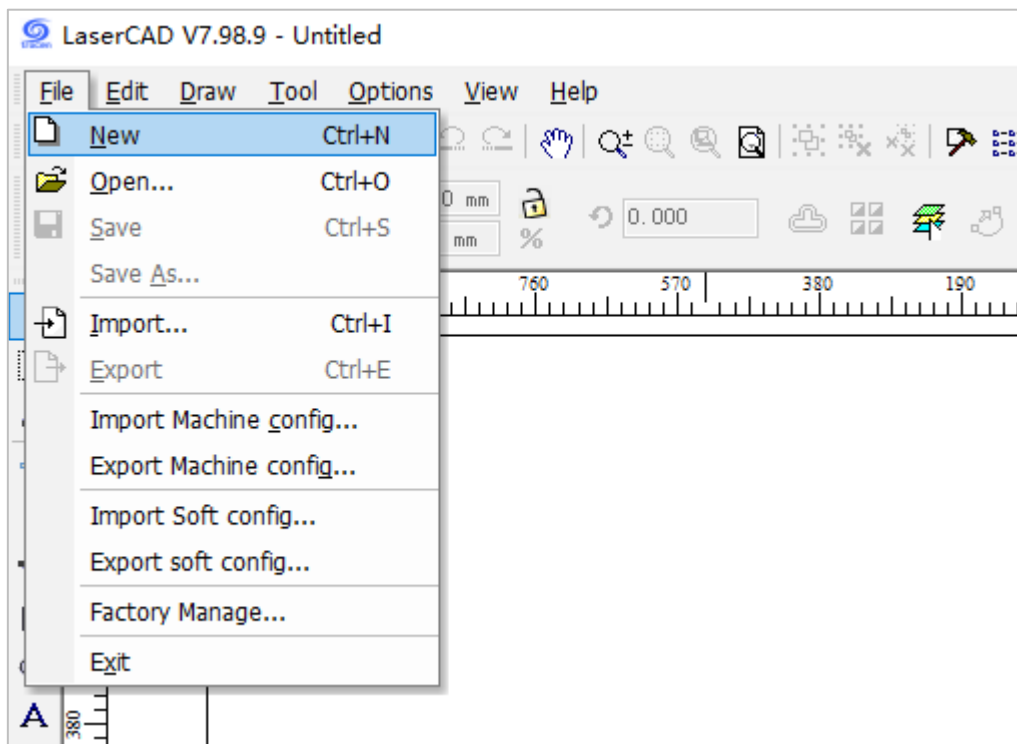 LaserCAD V7.98.9 - Untitled
File Edit Draw Tool Options View Help
New Ctrl+N
Open... Ctrl+O
Save Ctrl+S
Save As...
Import... Ctrl+I
Export Ctrl+E
Import Machine config...
Export Machine config...
Import Soft config...
Export soft config...
Factory Manage...
Exit
0 mm
mm
%
0.000
760 570 380 190
A
380